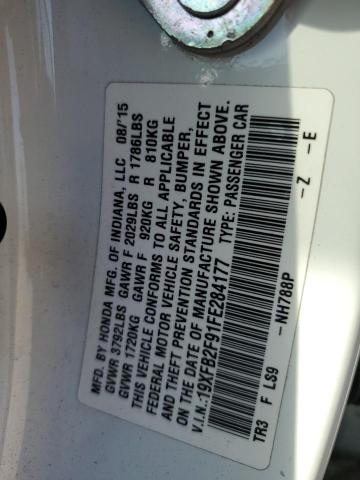 MFD. BY HONDA MFG. OF INDIANA, LLC 08/'15
GVWR 3792LBS GAWR F 2029LBS R 1786LBS
GVWR 1720KG GAWR F 920KG R 810KG
THIS VEHICLE CONFORMS TO ALL APPLICABLE
FEDERAL MOTOR VEHICLE SAFETY, BUMPER,
AND THEFT PREVENTION STANDARDS IN EFFECT
ON THE DATE OF MANUFACTURE SHOWN ABOVE.
V.I.N.: 19XFB2F91FE284177 TYPE: PASSENGER CAR
TR3 F LS9 -NH788P -Z -E